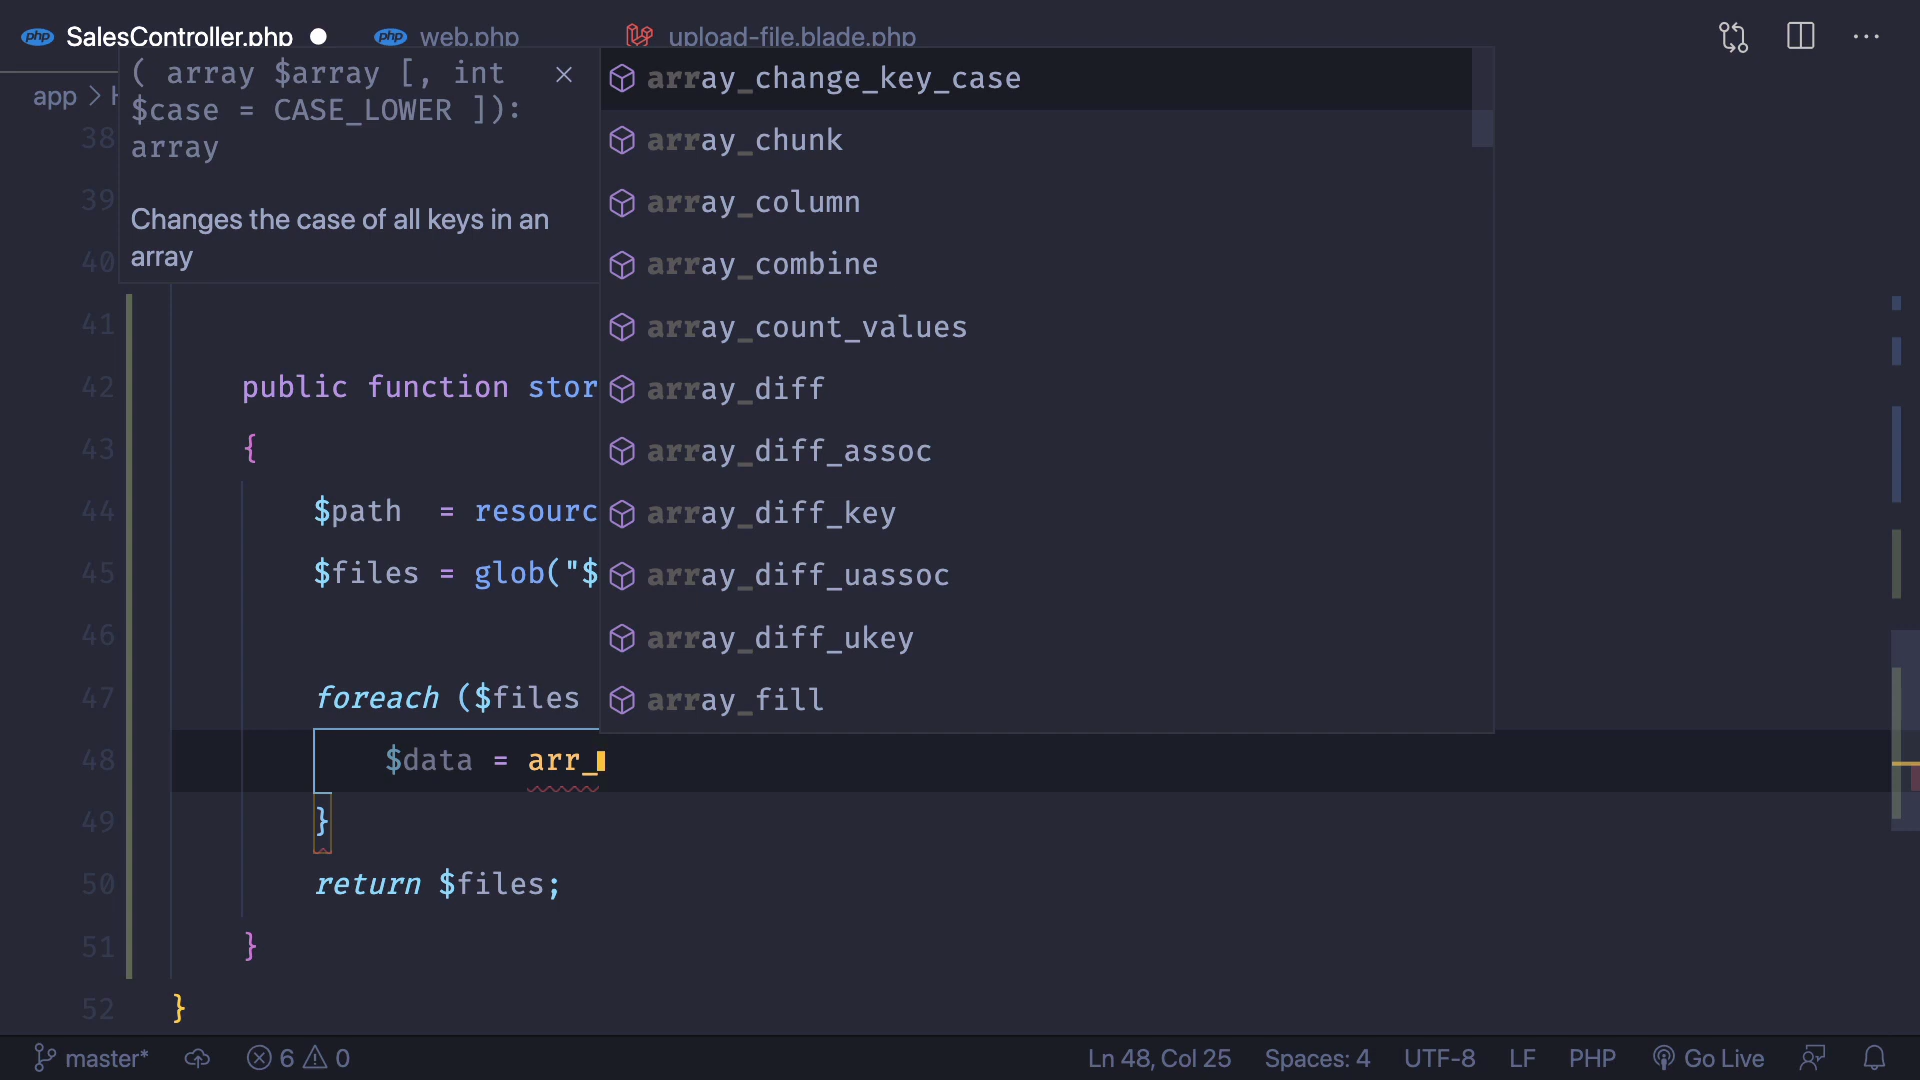 php SalesController.php
php web.php
upload-file.blade.php
app >
( array $array [, int
$case = CASE_LOWER ]):
array
Changes the case of all keys in an
array
array_change_key_case
array_chunk
array_column
array_combine
array_count_values
array_diff
array_diff_assoc
array_diff_key
array_diff_uassoc
array_diff_ukey
array_fill
38
39
40
41
42 public function stor
43 {
44 $path = resourc
45 $files = glob("$
46
47 foreach ($files
48 $data = arr_
49 }
50 return $files;
51 }
52 }
master* 6 0 Ln 48, Col 25 Spaces: 4 UTF-8 LF PHP Go Live